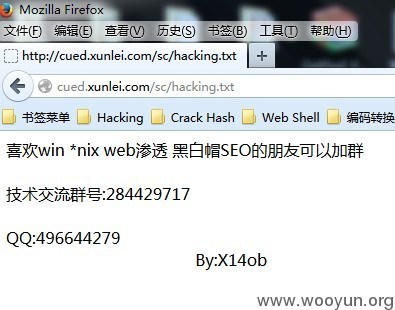 Mozilla Firefox
文件(F) 编辑(E) 查看(V) 历史(S) 书签(B) 工具(T) 帮助(H)
http://cued.xunlei.com/sc/hacking.txt
cued.xunlei.com/sc/hacking.txt
书签菜单 Hacking Crack Hash Web Shell 编码转换
喜欢win *nix web渗透 黑白帽SEO的朋友可以加群
技术交流群号:284429717
QQ:496644279
By:X14ob
www.wooyun.org